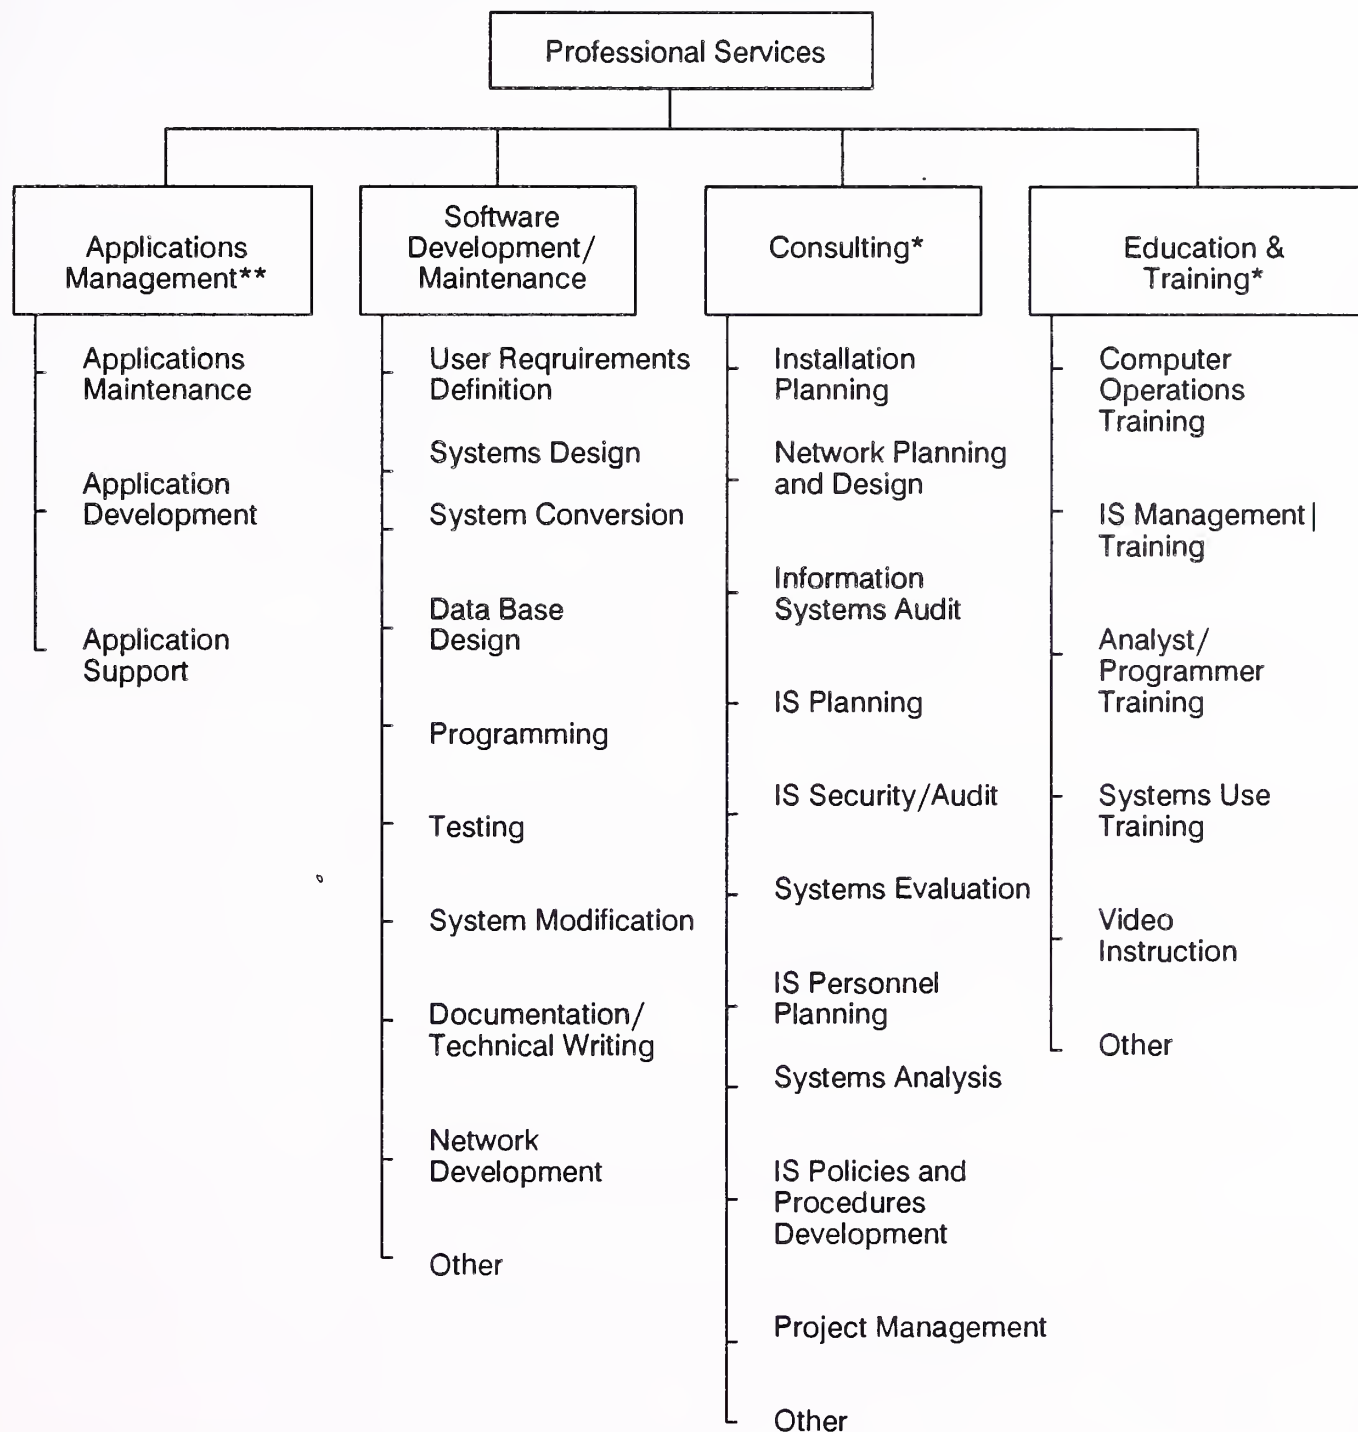 Professional Services
Applications
Management**
Software
Development/
Maintenance
Consulting*
Education &
Training*
Applications
Maintenance
Application
Development
Application
Support
User Reqruirements
Definition
Systems Design
System Conversion
Data Base
Design
Programming
Testing
System Modification
Documentation/
Technical Writing
Network
Development
Other
Installation
Planning
Network Planning
and Design
Information
Systems Audit
IS Planning
IS Security/Audit
Systems Evaluation
IS Personnel
Planning
Systems Analysis
IS Policies and
Procedures
Development
Project Management
Other
Computer
Operations
Training
IS Management|
Training
Analyst/
Programmer
Training
Systems Use
Training
Video
Instruction
Other